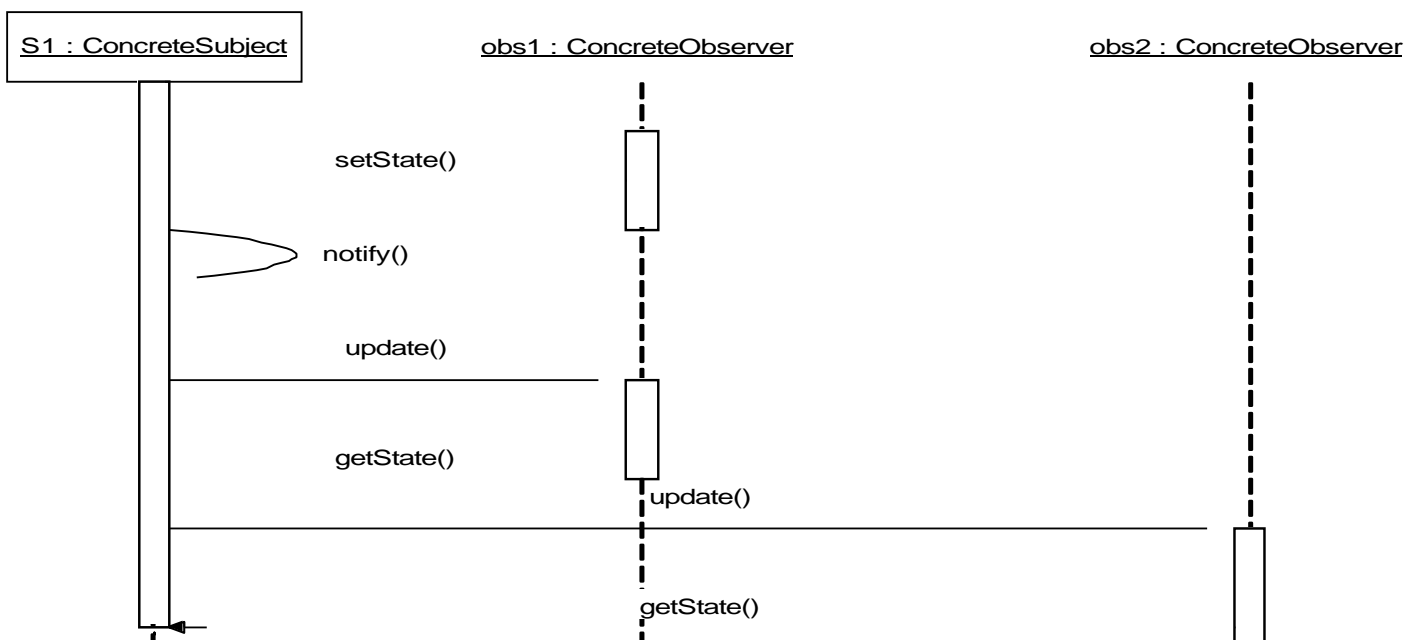 S1 : ConcreteSubject
obs1 : ConcreteObserver
obs2 : ConcreteObserver
setState()
notify()
update()
getState()
update()
getState()